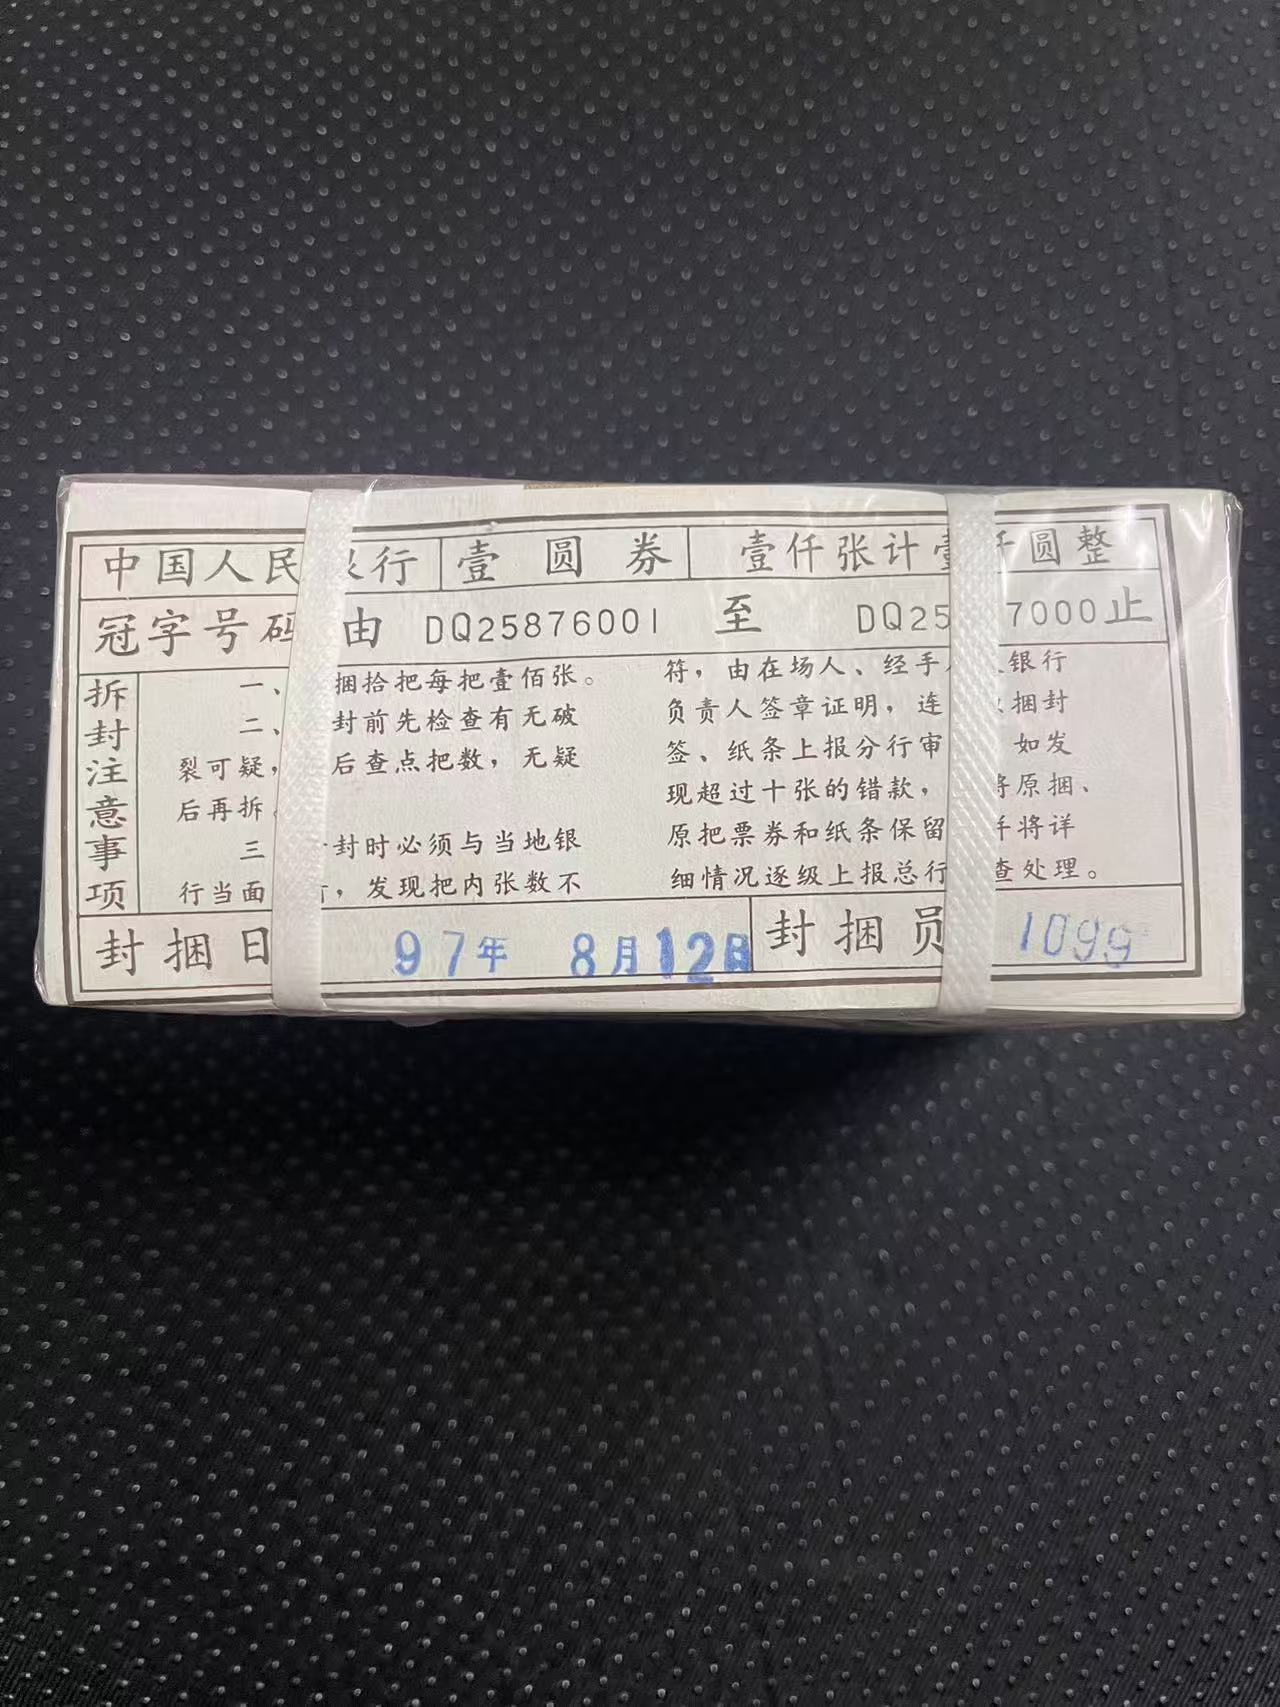 中国人民 行 壹圆券 壹仟张计 圆整
冠字号 由 DQ25876001 至 DQ25 7000止
拆封注意事项
一、 捆拾把每把壹佰张。
二、 封前先检查有无破
裂可疑, 后查点把数，无疑
后再拆
三 封时必须与当地银
行当面 ，发现把内张数不
符，由在场人、经手 银行
负责人签章证明，连 捆封
签、纸条上报分行审 如发
现超过十张的错款， 将原捆、
原把票券和纸条保留 将详
细情况逐级上报总行 查处理。
封捆日 97年 8月12日 封捆员 1099